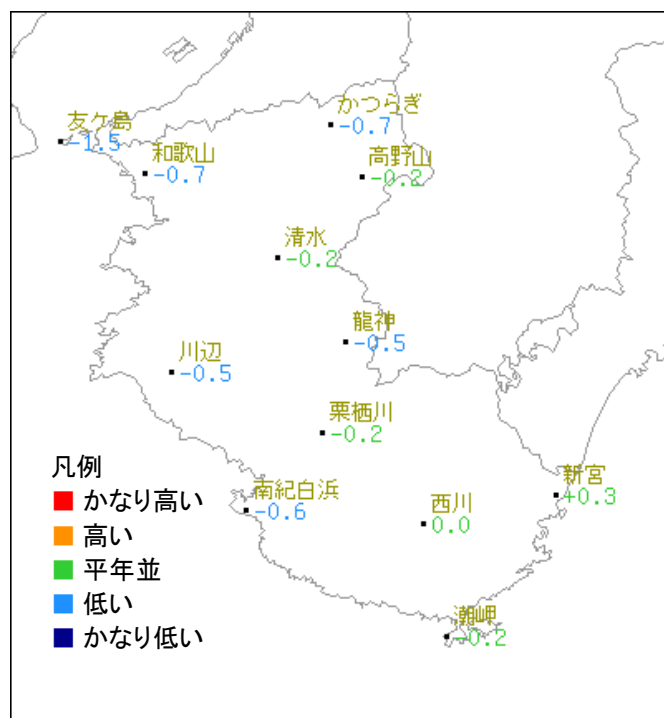 かつらぎ
-0.7
友ケ島
-1.5
和歌山
-0.7
高野山
-0.2
清水
-0.2
龍神
-0.5
川辺
-0.5
栗栖川
-0.2
南紀白浜
-0.6
西川
0.0
新宮
+0.3
潮岬
-0.2
凡例
かなり高い
高い
平年並
低い
かなり低い